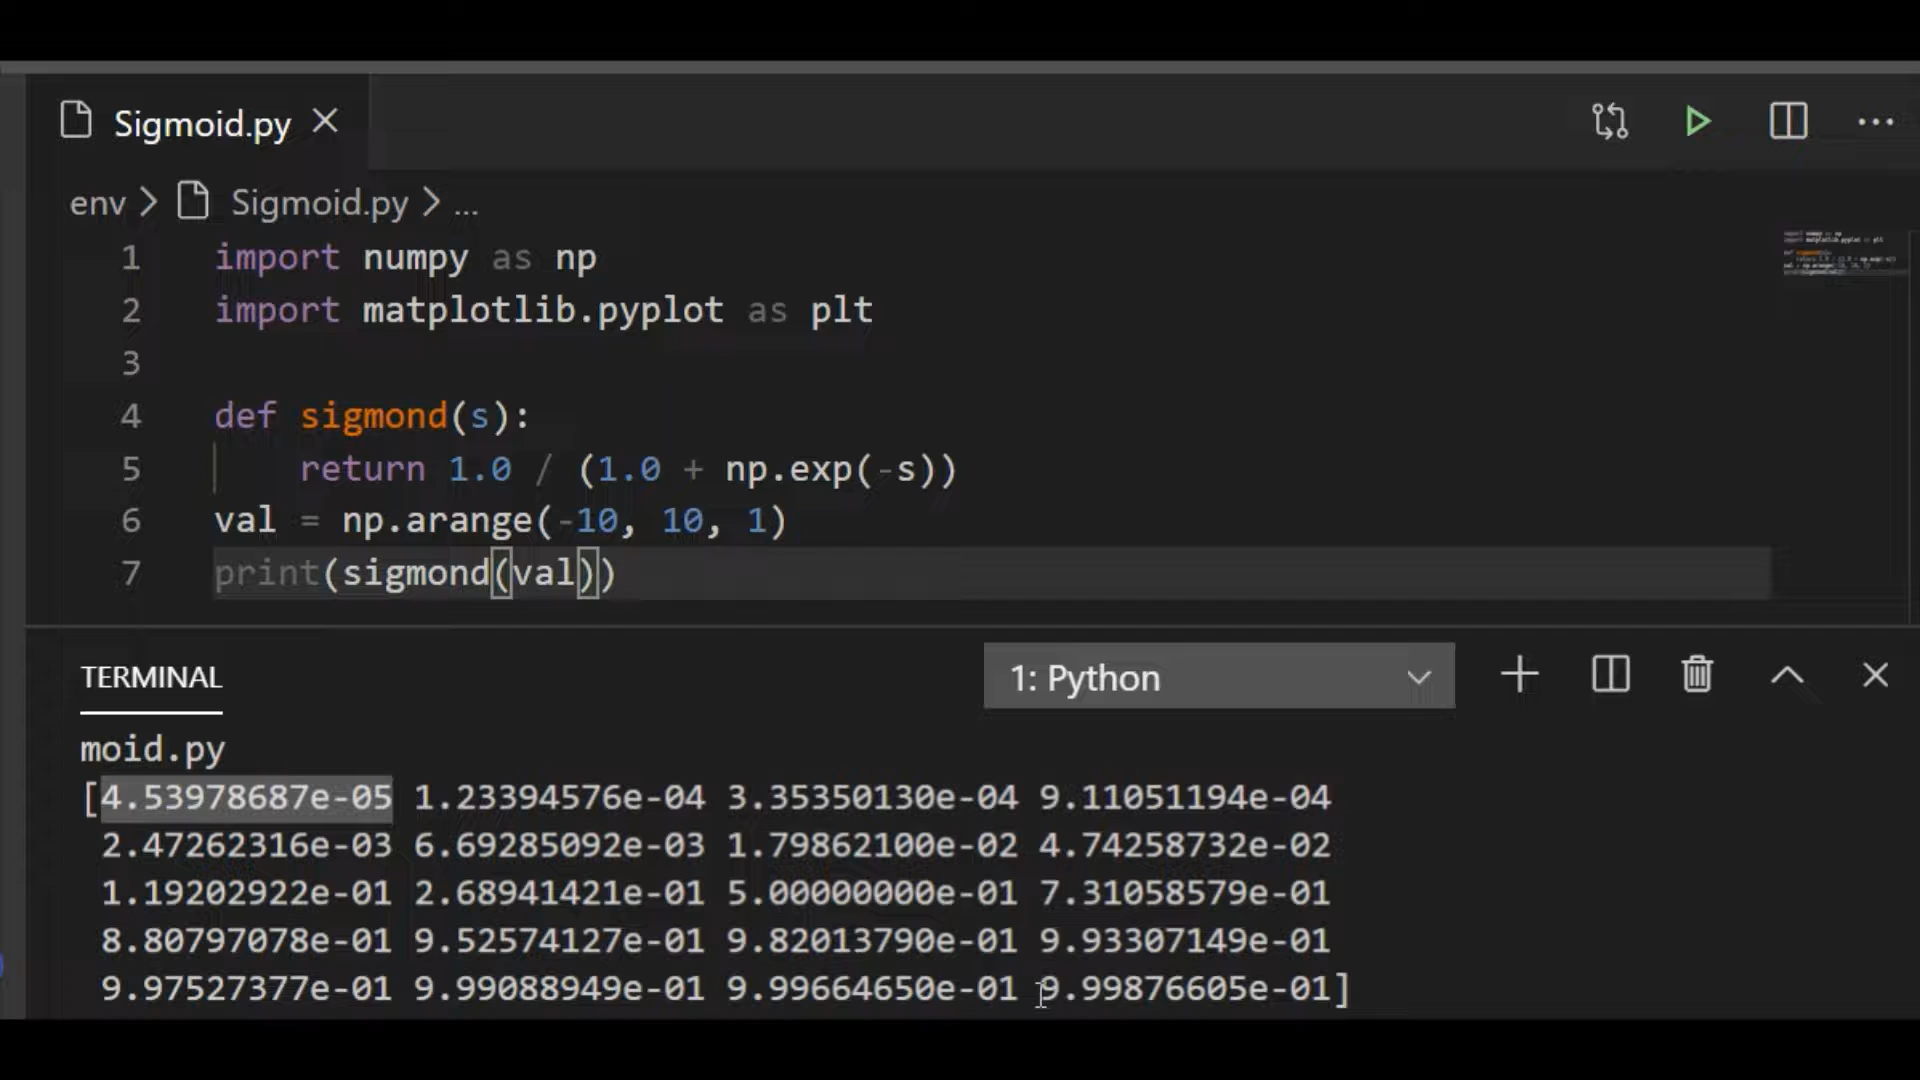 Sigmoid.py
env > Sigmoid.py > ...
1 import numpy as np
2 import matplotlib.pyplot as plt
3
4 def sigmond(s):
5     return 1.0 / (1.0 + np.exp(-s))
6 val = np.arange(-10, 10, 1)
7 print(sigmond(val))
TERMINAL 1: Python
moid.py
[4.53978687e-05 1.23394576e-04 3.35350130e-04 9.11051194e-04
2.47262316e-03 6.69285092e-03 1.79862100e-02 4.74258732e-02
1.19202922e-01 2.68941421e-01 5.00000000e-01 7.31058579e-01
8.80797078e-01 9.52574127e-01 9.82013790e-01 9.93307149e-01
9.97527377e-01 9.99088949e-01 9.99664650e-01 9.99876605e-01]